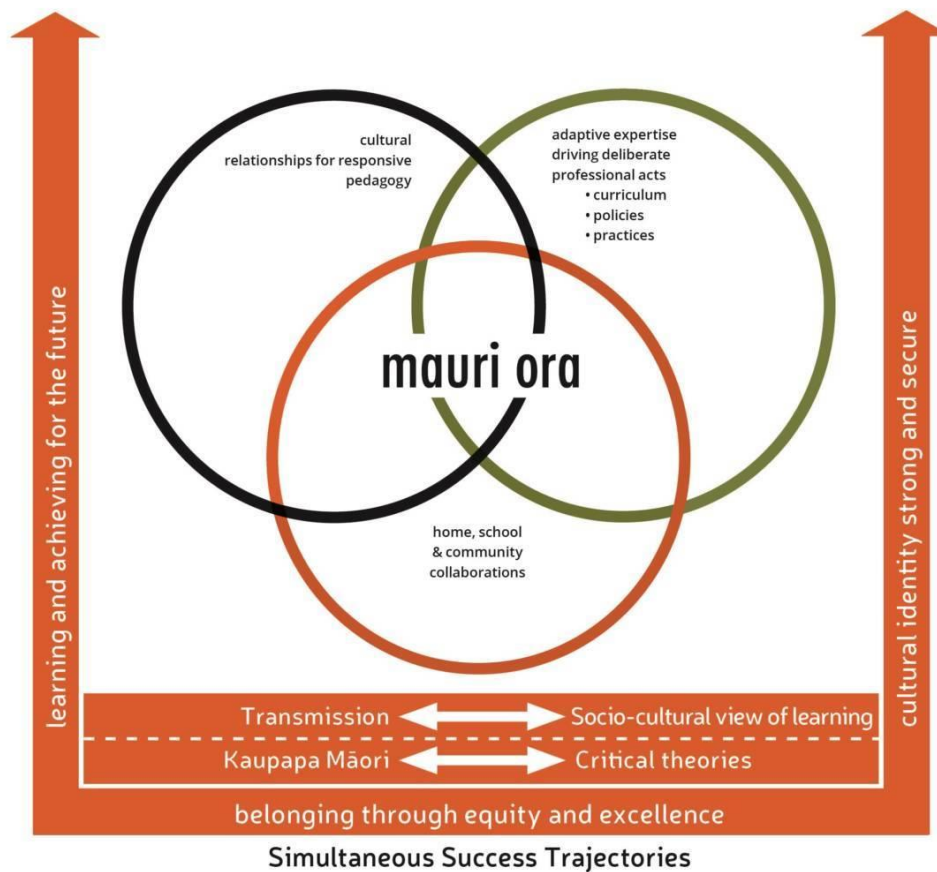 cultural
relationships for responsive
pedagogy
adaptive expertise
driving deliberate
professional acts
• curriculum
• policies
• practices
mauri ora
home, school
& community
collaborations
learning and achieving for the future
cultural identity strong and secure
Transmission
Socio-cultural view of learning
Kaupapa Māori
Critical theories
belonging through equity and excellence
Simultaneous Success Trajectories